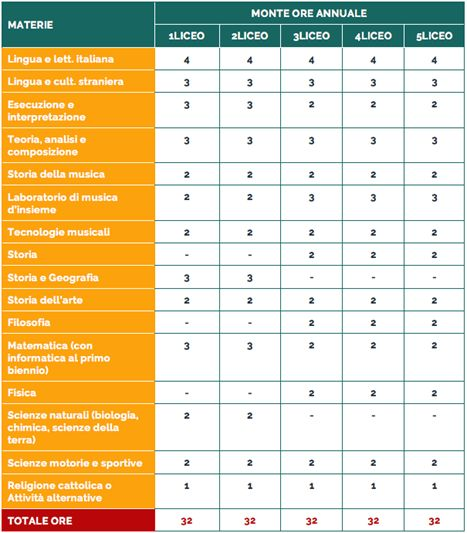 MATERIE MONTE ORE ANNUALE
1LICEO 2LICEO 3LICEO 4LICEO 5LICEO
Lingua e lett. italiana 4 4 4 4 4
Lingua e cult. straniera 3 3 3 3 3
Esecuzione e
interpretazione 3 3 2 2 2
Teoria, analisi e
composizione 3 3 3 3 3
Storia della musica 2 2 2 2 2
Laboratorio di musica
d'insieme 2 2 3 3 3
Tecnologie musicali 2 2 2 2 2
Storia - - 2 2 2
Storia e Geografia 3 3 - - -
Storia dell'arte 2 2 2 2 2
Filosofia - - 2 2 2
Matematica (con
informatica al primo
biennio) 3 3 2 2 2
Fisica - - 2 2 2
Scienze naturali (biologia,
chimica, scienze della
terra) 2 2 - - -
Scienze motorie e sportive 2 2 2 2 2
Religione cattolica o
Attività alternative 1 1 1 1 1
TOTALE ORE 32 32 32 32 32